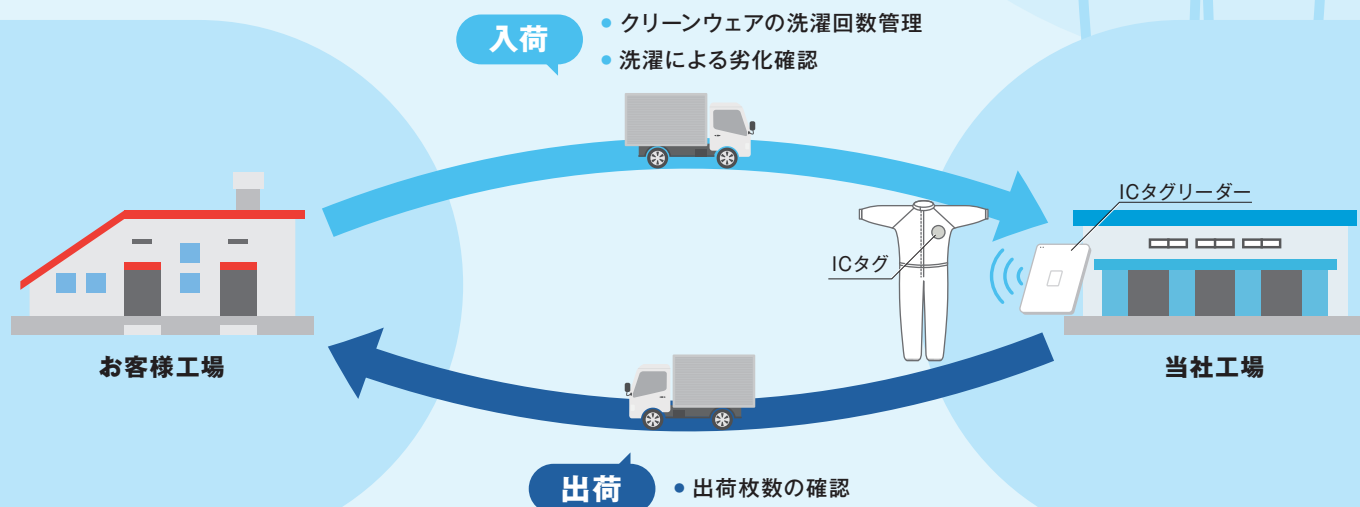 入荷
• クリーンウェアの洗濯回数管理
• 洗濯による劣化確認
ICタグリーダー
ICタグ
お客様工場
当社工場
出荷
• 出荷枚数の確認